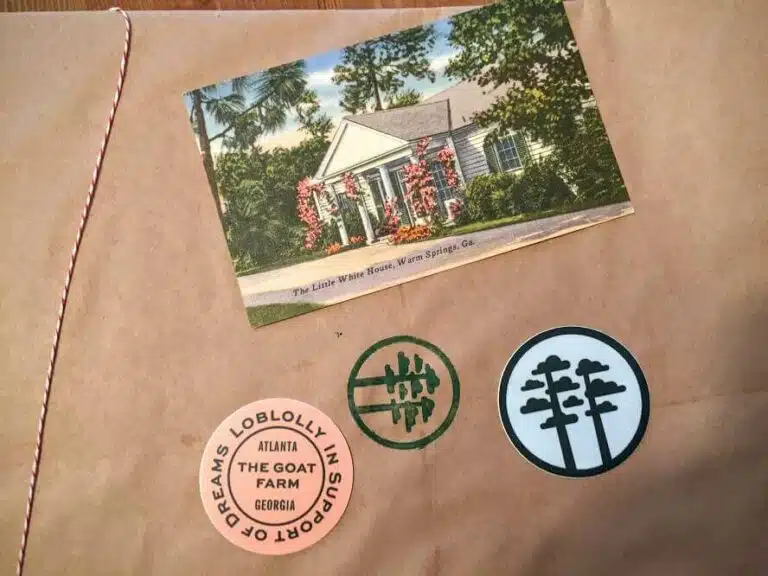 The Little White House, Warm Springs, Ga.
LOBLOLLY IN SUPPORT OF DREAMS
ATLANTA
THE GOAT
FARM
GEORGIA